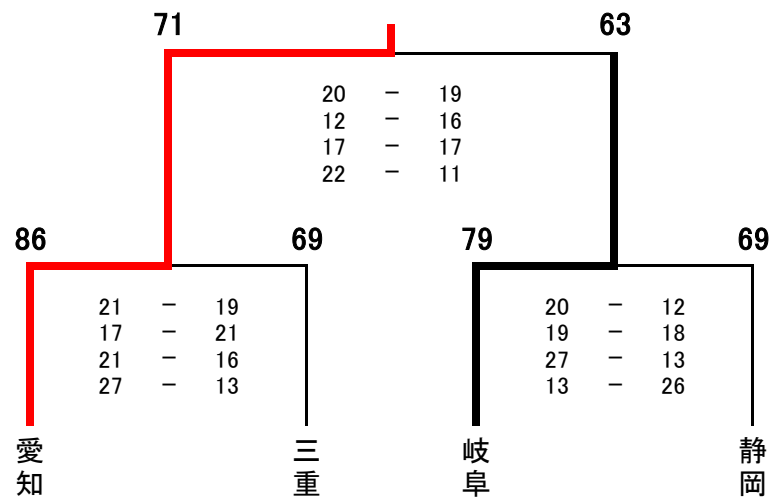 71 63
20 － 19
12 － 16
17 － 17
22 － 11
86 69 79 69
21 － 19
17 － 21
21 － 16
27 － 13
20 － 12
19 － 18
27 － 13
13 － 26
愛知
三重
岐阜
静岡